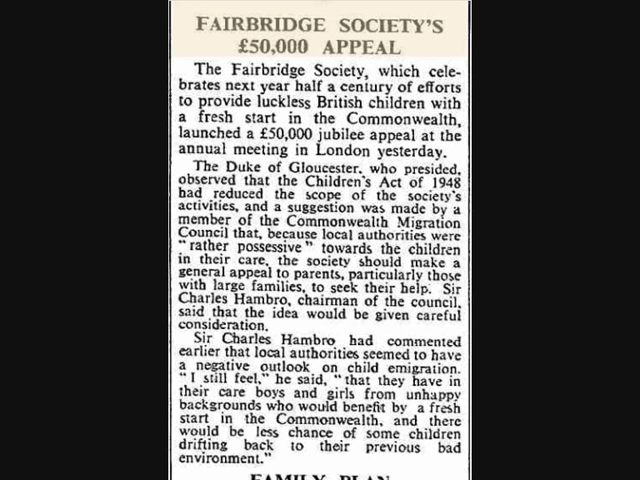 FAIRBRIDGE SOCIETY'S
£50,000 APPEAL
The Fairbridge Society, which cele-
brates next year half a century of efforts
to provide luckless British children with
a fresh start in the Commonwealth,
launched a £50,000 jubilee appeal at the
annual meeting in London yesterday.
The Duke of Gloucester, who presided,
observed that the Children's Act of 1948
had reduced the scope of the society's
activities, and a suggestion was made by a
member of the Commonwealth Migration
Council that, because local authorities were
"rather possessive" towards the children
in their care, the society should make a
general appeal to parents, particularly those
with large families, to seek their help. Sir
Charles Hambro, chairman of the council,
said that the idea would be given careful
consideration.
Sir Charles Hambro had commented
earlier that local authorities seemed to have
a negative outlook on child emigration.
"I still feel," he said, "that they have in
their care boys and girls from unhappy
backgrounds who would benefit by a fresh
start in the Commonwealth, and there
would be less chance of some children
drifting back to their previous bad
environment."
FAMILY PLAN